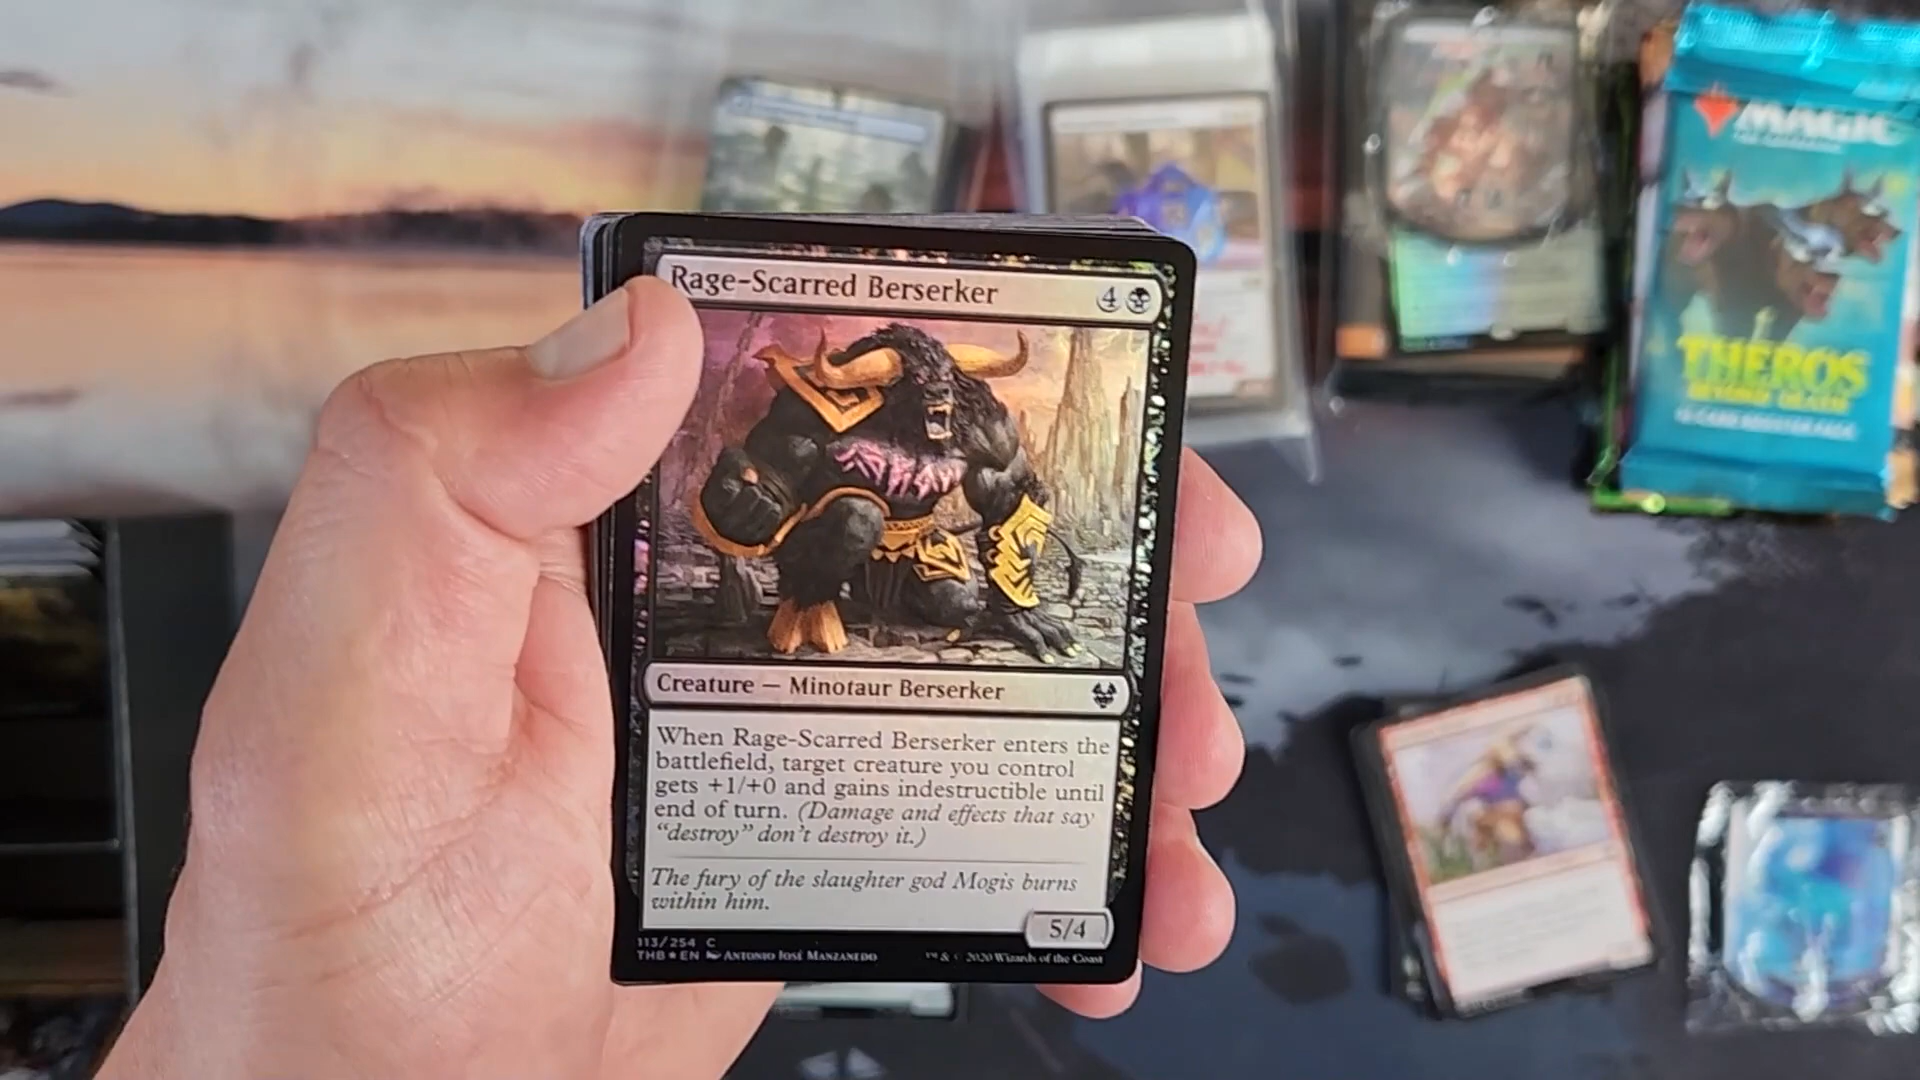 MAGIC
THEROS
BEYOND DEATH
Rage-Scarred Berserker 4
Creature — Minotaur Berserker
When Rage-Scarred Berserker enters the
battlefield, target creature you control
gets +1/+0 and gains indestructible until
end of turn. (Damage and effects that say
“destroy” don’t destroy it.)
The fury of the slaughter god Mogis burns
within him.
5/4
113/254 C
THB ★ EN Antonio José Manzanedo
™ & © 2020 Wizards of the Coast